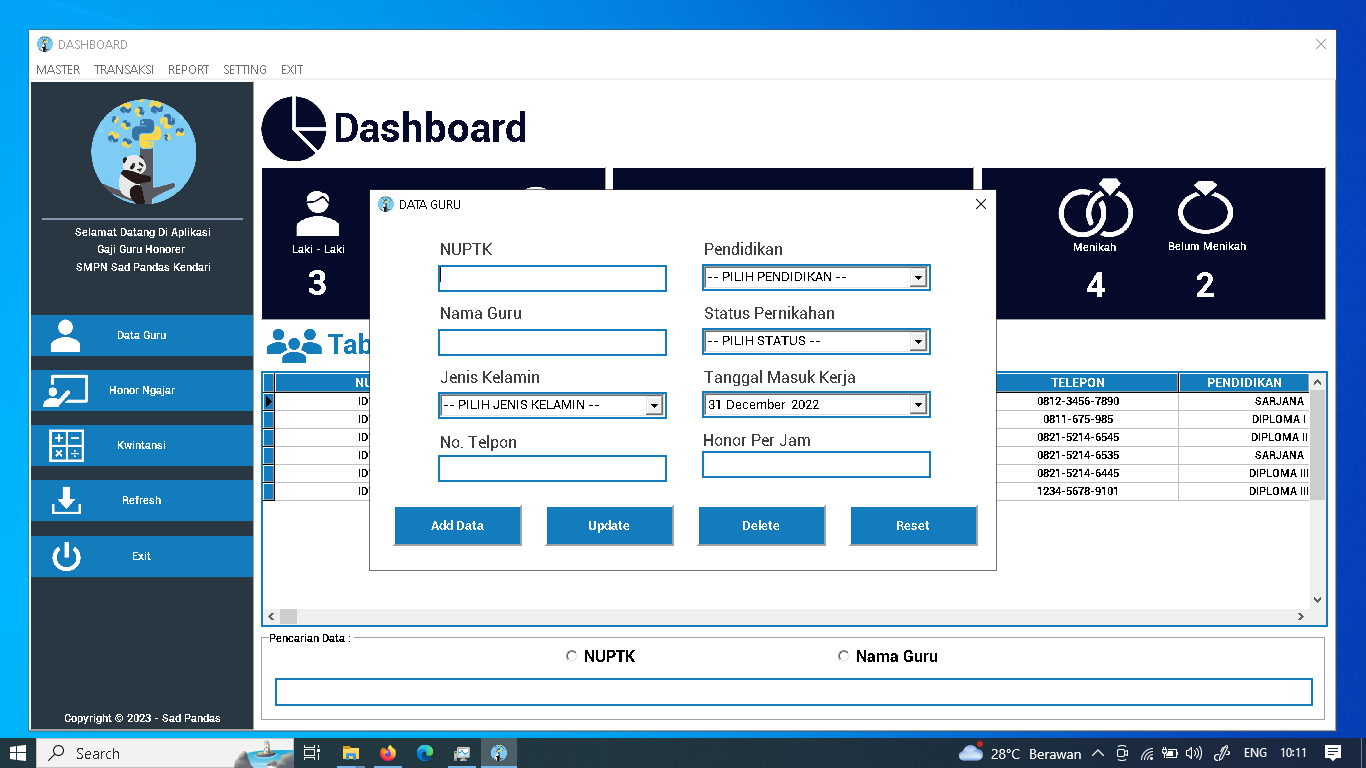 DASHBOARD
MASTER TRANSAKSI REPORT SETTING EXIT
Selamat Datang Di Aplikasi
Gaji Guru Honorer
SMPN Sad Pandas Kendari
Data Guru
Honor Ngajar
Kwintansi
Refresh
Exit
Copyright © 2023 - Sad Pandas
Dashboard
Laki - Laki
3
Menikah
4
Belum Menikah
2
Tab
NU
TELEPON PENDIDIKAN
ID 0812-3456-7890 SARJANA
ID 0811-675-985 DIPLOMA I
ID 0821-5214-6545 DIPLOMA II
ID 0821-5214-6535 SARJANA
ID 0821-5214-6445 DIPLOMA III
ID 1234-5678-9101 DIPLOMA III
DATA GURU
NUPTK
Nama Guru
Jenis Kelamin
-- PILIH JENIS KELAMIN --
No. Telpon
Pendidikan
-- PILIH PENDIDIKAN --
Status Pernikahan
-- PILIH STATUS --
Tanggal Masuk Kerja
31 December 2022
Honor Per Jam
Add Data Update Delete Reset
Pencarian Data :
NUPTK Nama Guru
Search
28°C Berawan ENG 10:11